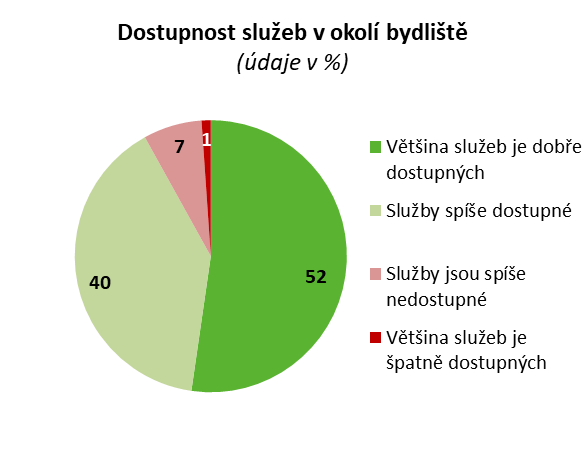 Dostupnost služeb v okolí bydliště
(údaje v %)
1
7
52
40
Většina služeb je dobře
dostupných
Služby spíše dostupné
Služby jsou spíše
nedostupné
Většina služeb je
špatně dostupných